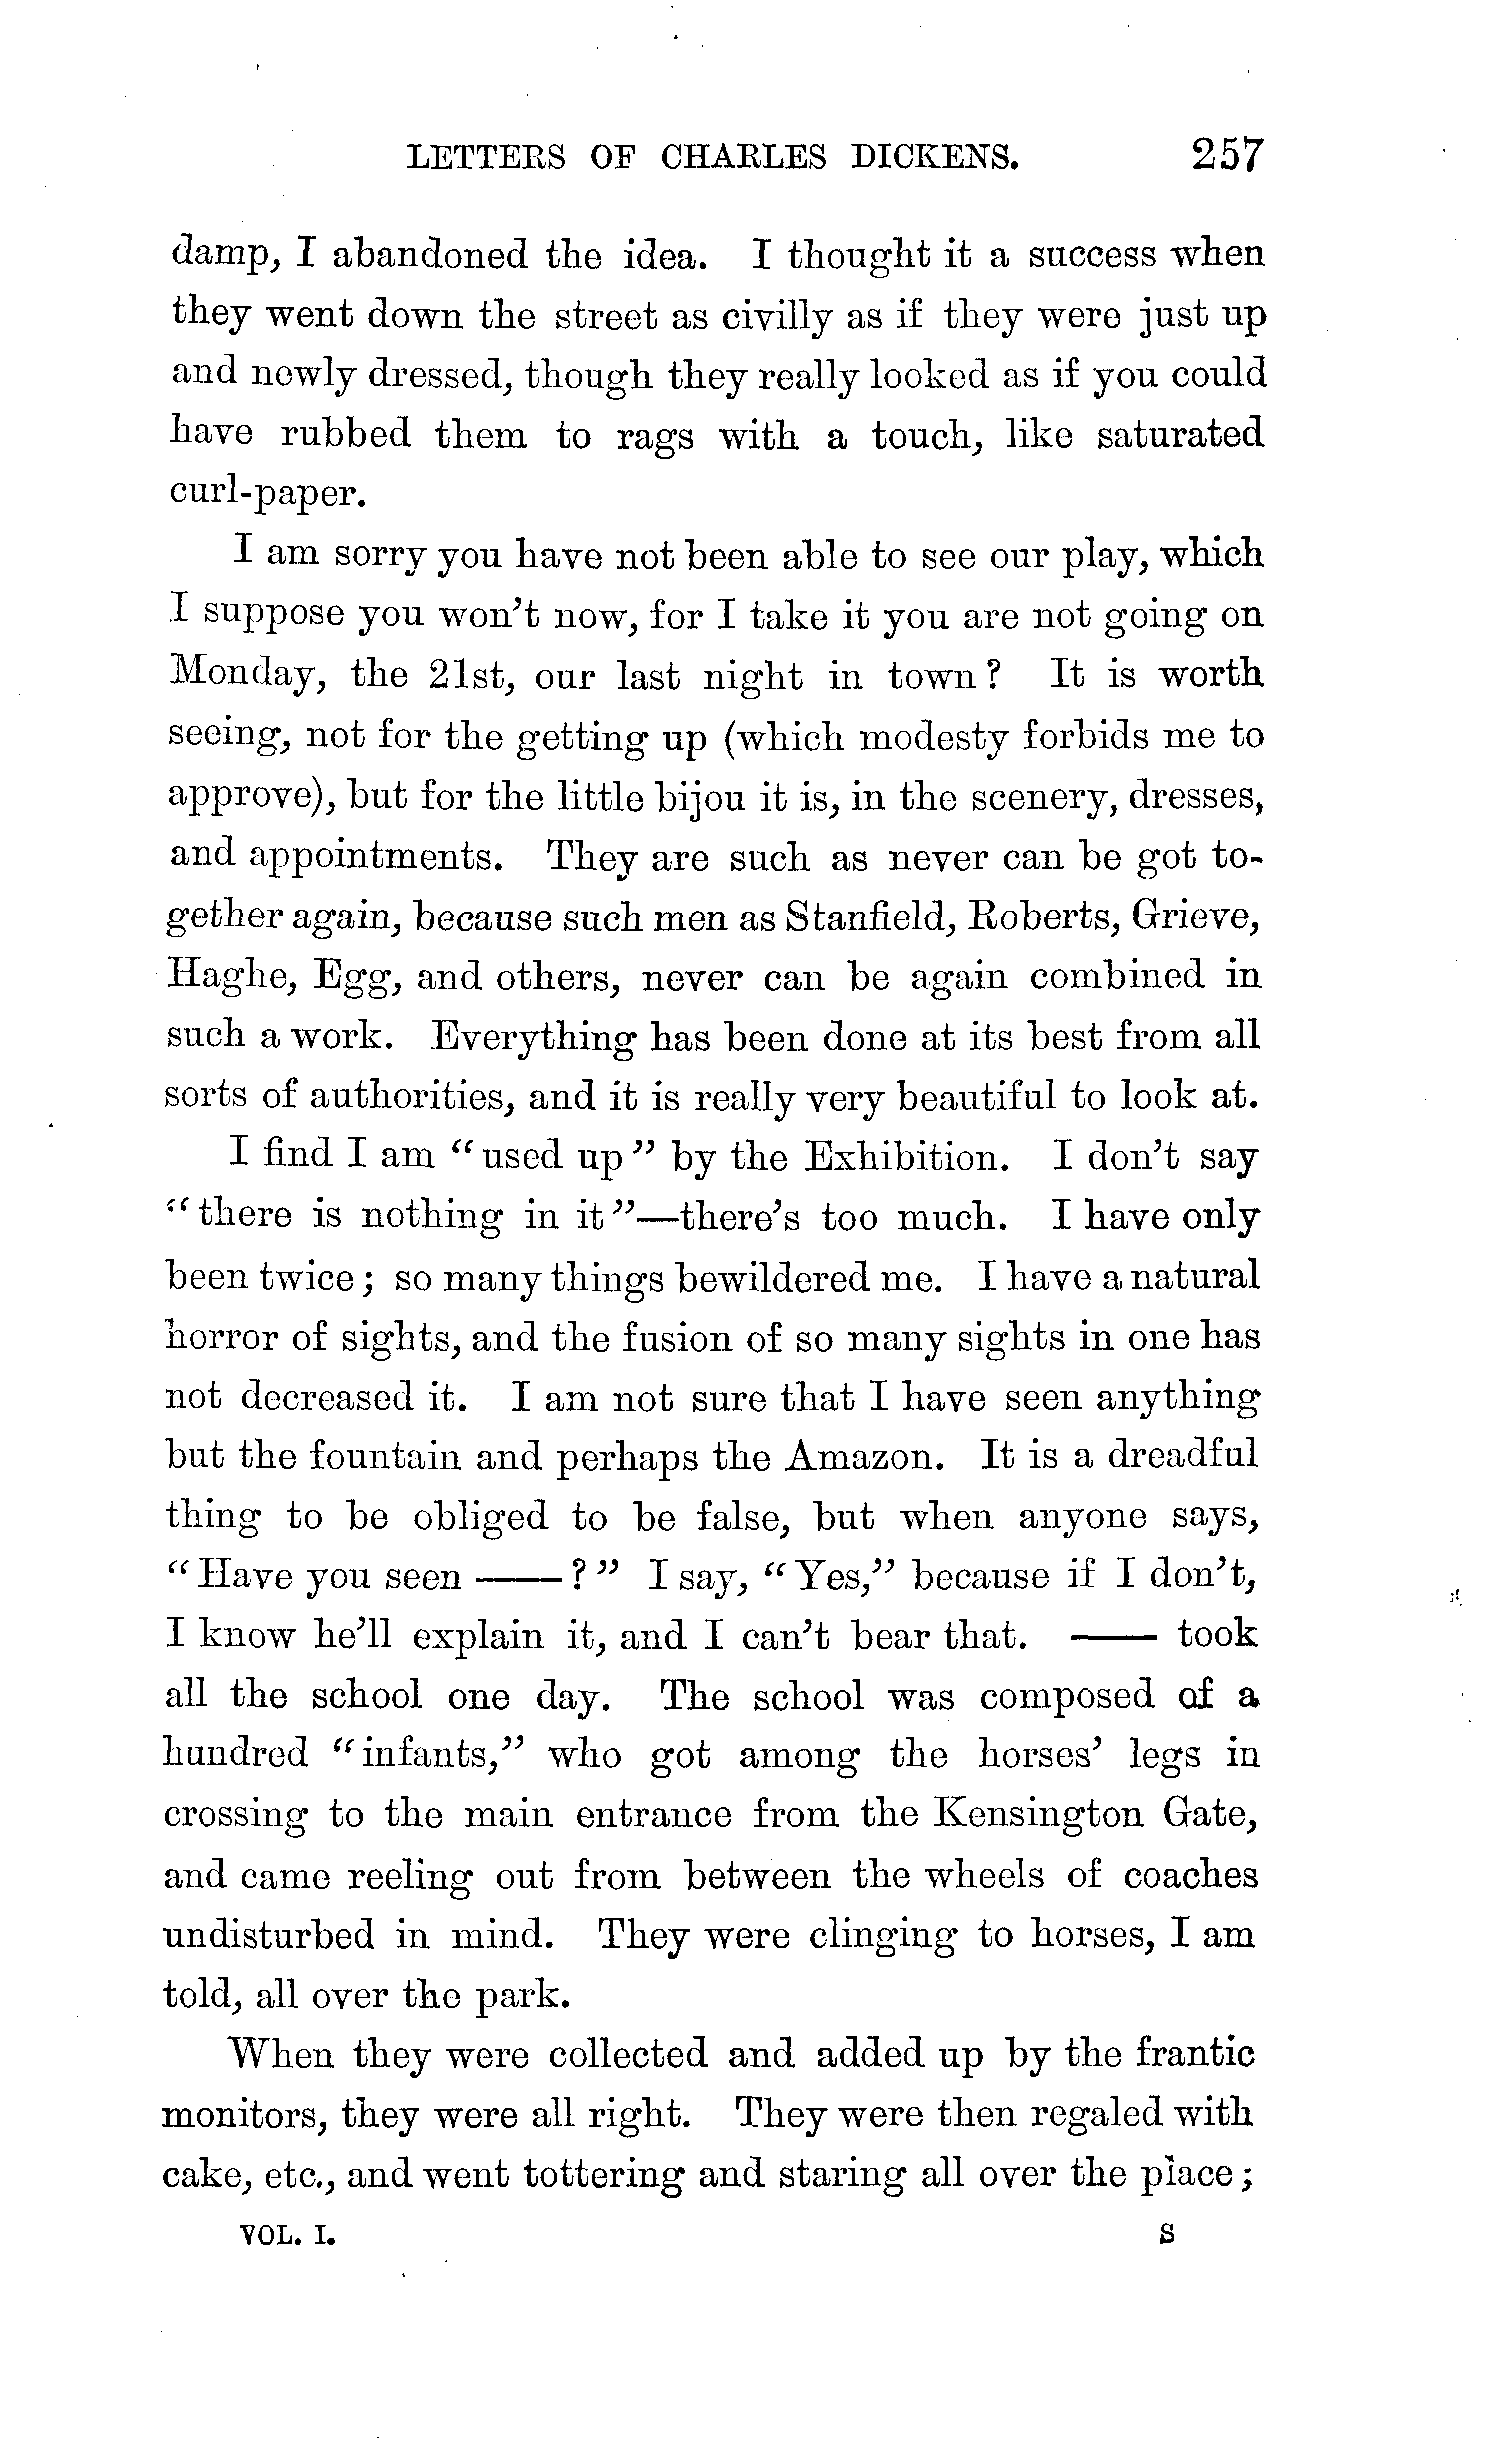 LETTERS OF CHARLES DICKENS. 257
damp, I abandoned the idea. I thought it a success when
they went down the street as civilly as if they were just up
and newly dressed, though they really looked as if you could
have rubbed them to rags with a touch, like saturated
curl-paper.
I am sorry you have not been able to see our play, which
I suppose you won't now, for I take it you are not going on
Monday, the 21st, our last night in town? It is worth
seeing, not for the getting up (which modesty forbids me to
approve), but for the little bijou it is, in the scenery, dresses,
and appointments. They are such as never can be got to-
gether again, because such men as Stanfield, Roberts, Grieve,
Haghe, Egg, and others, never can be again combined in
such a work. Everything has been done at its best from all
sorts of authorities, and it is really very beautiful to look at.
I find I am “used up” by the Exhibition. I don't say
“there is nothing in it”—there's too much. I have only
been twice; so many things bewildered me. I have a natural
horror of sights, and the fusion of so many sights in one has
not decreased it. I am not sure that I have seen anything
but the fountain and perhaps the Amazon. It is a dreadful
thing to be obliged to be false, but when anyone says,
“Have you seen ——?” I say, “Yes,” because if I don't,
I know he'll explain it, and I can't bear that. —— took
all the school one day. The school was composed of a
hundred “infants,” who got among the horses' legs in
crossing to the main entrance from the Kensington Gate,
and came reeling out from between the wheels of coaches
undisturbed in mind. They were clinging to horses, I am
told, all over the park.
When they were collected and added up by the frantic
monitors, they were all right. They were then regaled with
cake, etc., and went tottering and staring all over the place;
VOL. I. S